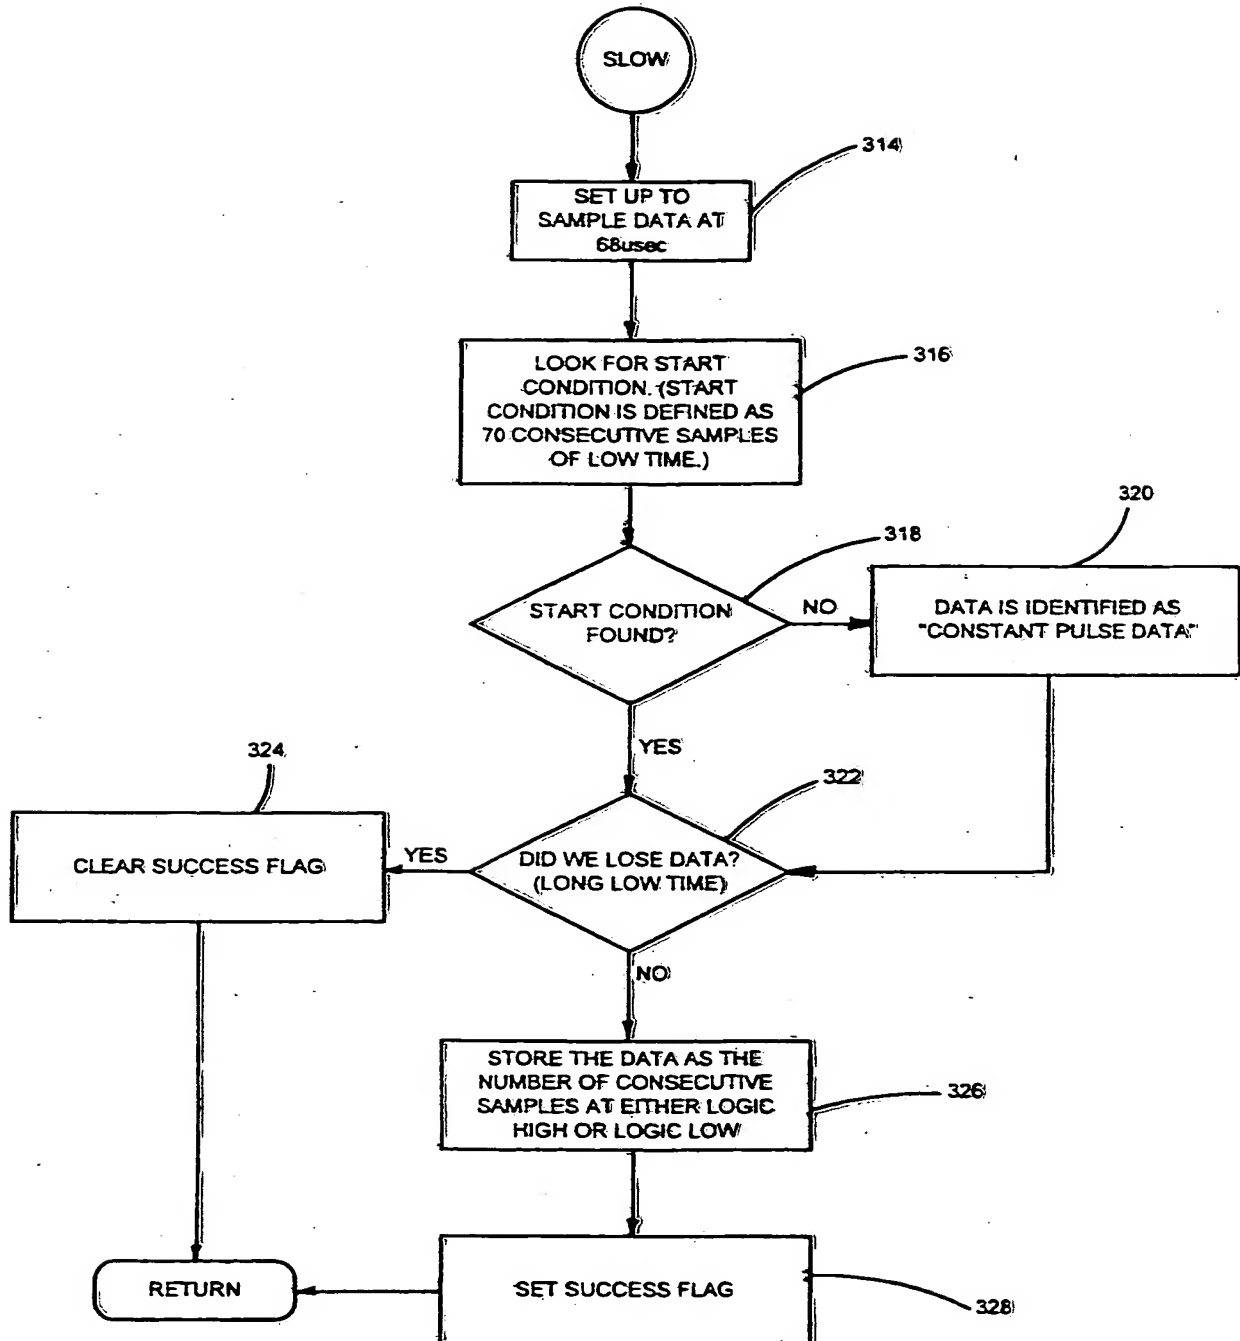 SLOW
314
SET UP TO
SAMPLE DATA AT
68usec
316
LOOK FOR START
CONDITION. (START
CONDITION IS DEFINED AS
70 CONSECUTIVE SAMPLES
OF LOW TIME.)
320
318
START CONDITION
FOUND?
NO
DATA IS IDENTIFIED AS
"CONSTANT PULSE DATA"
YES
324
322
CLEAR SUCCESS FLAG
YES
DID WE LOSE DATA?
(LONG LOW TIME)
NO
STORE THE DATA AS THE
NUMBER OF CONSECUTIVE
SAMPLES AT EITHER LOGIC
HIGH OR LOGIC LOW
326
RETURN
SET SUCCESS FLAG
328